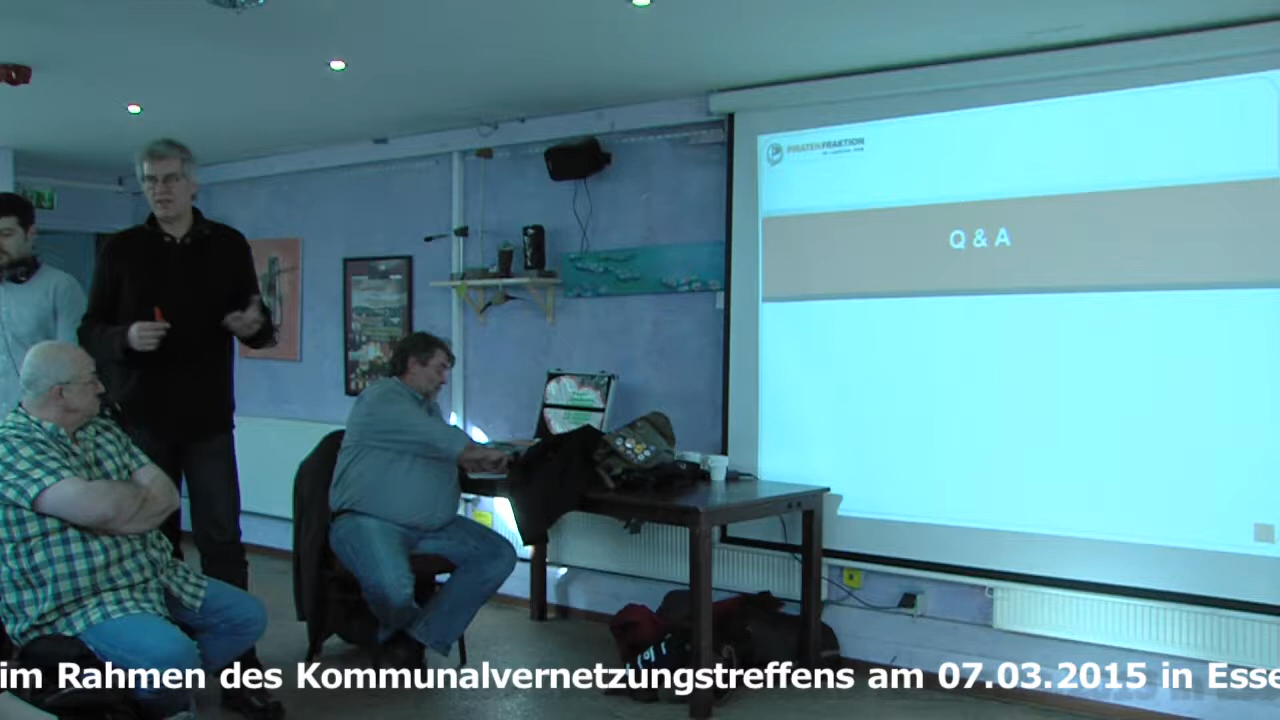 PIRATENFRAKTION
Q & A
im Rahmen des Kommunalvernetzungstreffens am 07.03.2015 in Esse